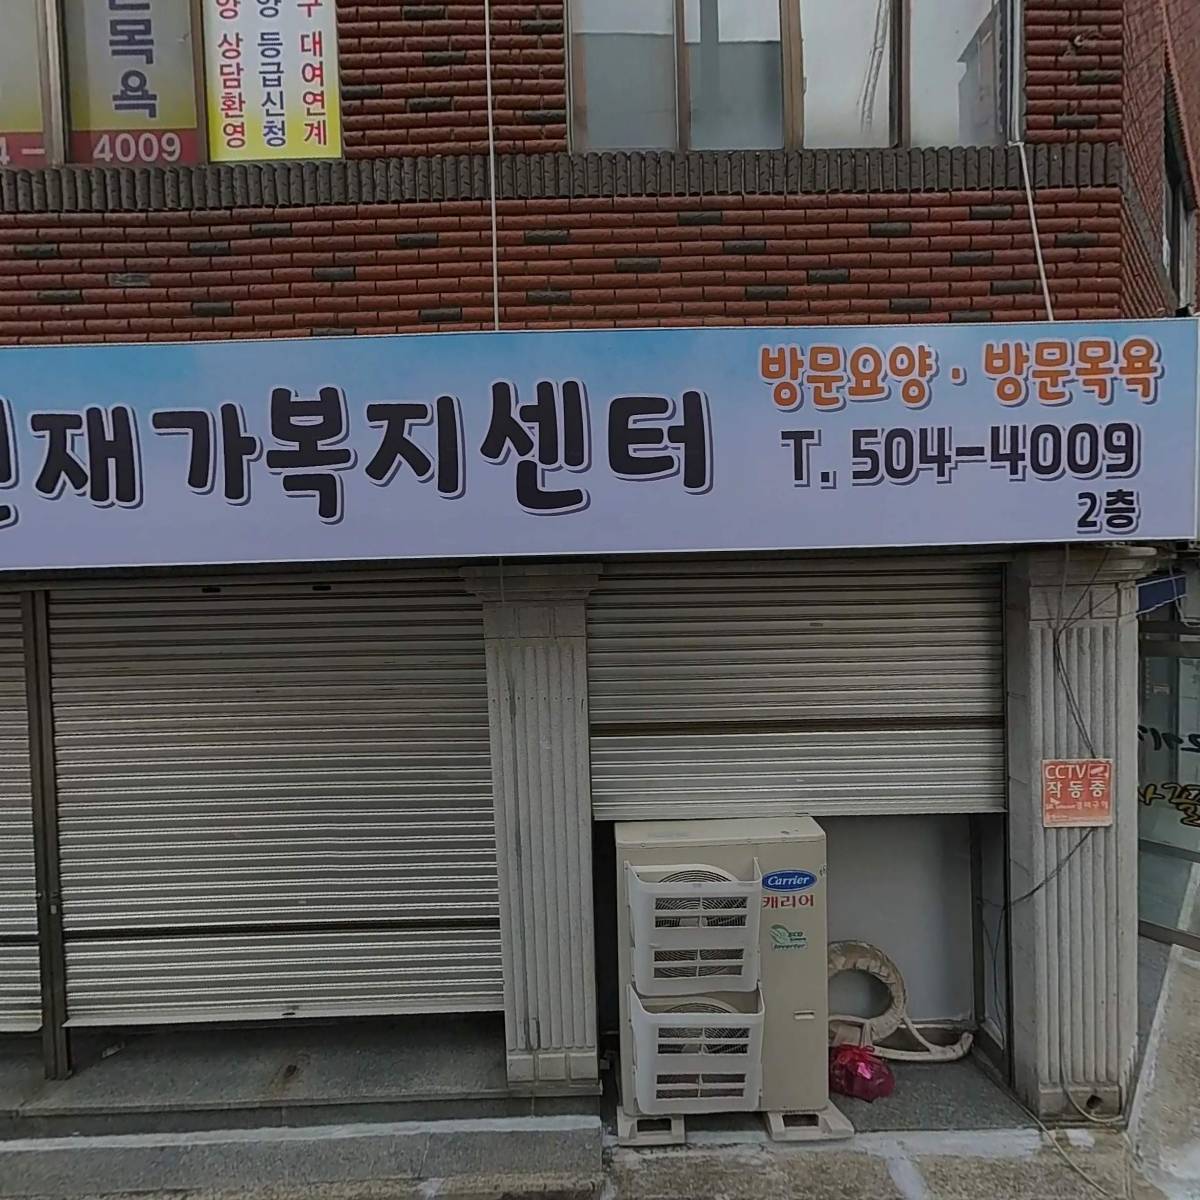 목욕
4009
상담환영
등급신청
대여연계
재가복지센터
방문요양 · 방문목욕
T. 504-4009
2층
CCTV
작동중
Carrier
캐리어
ECO
Inverter